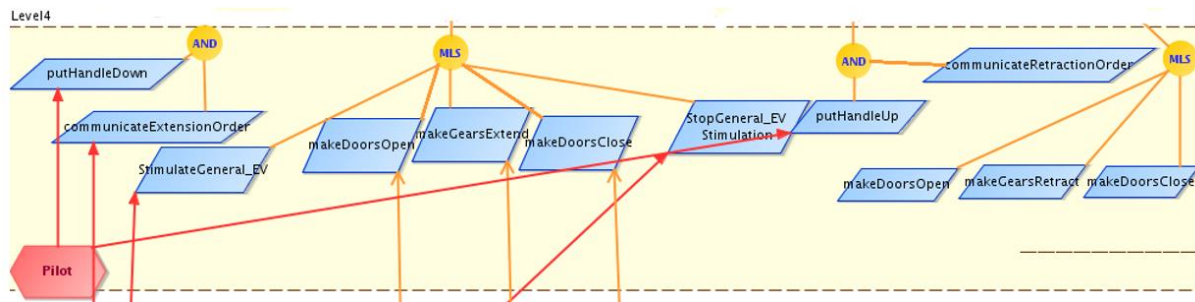 Level4
AND
putHandleDown
communicateExtensionOrder
StimulateGeneral_EV
MLS
makeDoorsOpen
makeGearsExtend
makeDoorsClose
StopGeneral_EV
Stimulation
AND
putHandleUp
communicateRetractionOrder
MLS
makeDoorsOpen
makeGearsRetract
makeDoorsClose
Pilot